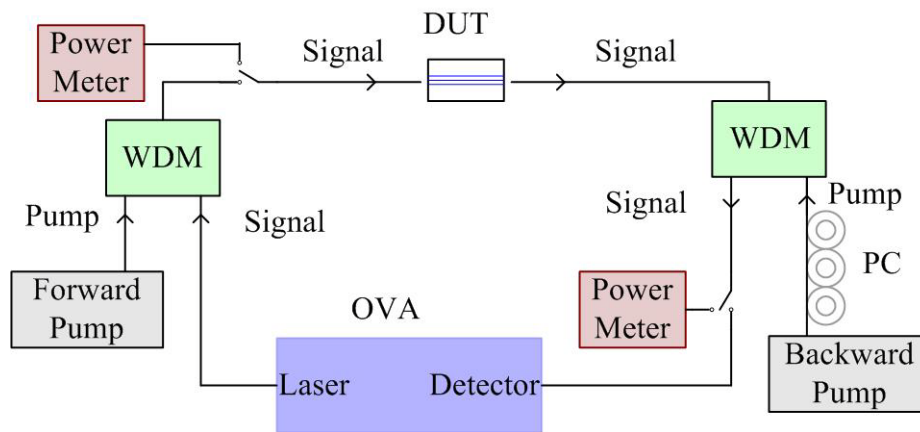 Power
Meter
Signal
DUT
Signal
WDM
WDM
Pump
Signal
Signal
Pump
PC
Forward
Pump
OVA
Power
Meter
Laser
Detector
Backward
Pump